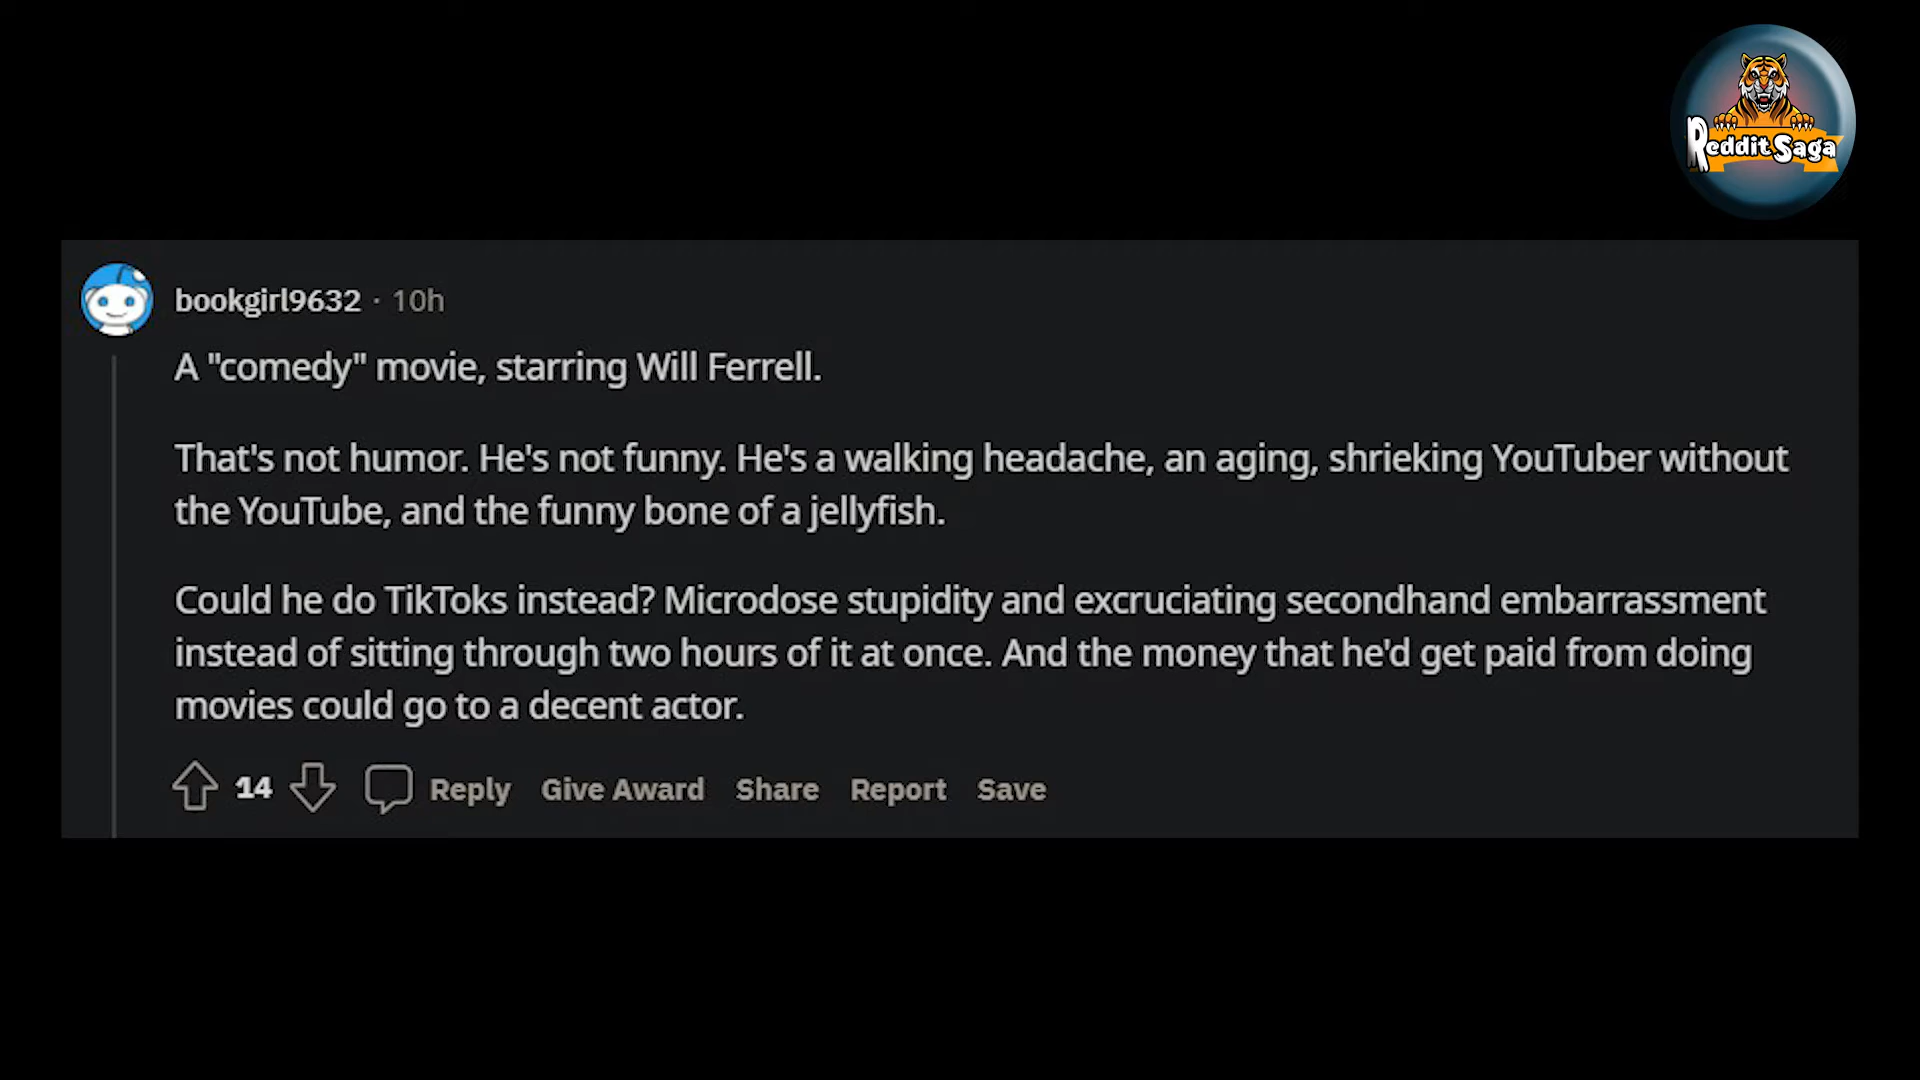 Reddit Saga
bookgirl9632 · 10h
A "comedy" movie, starring Will Ferrell.
That's not humor. He's not funny. He's a walking headache, an aging, shrieking YouTuber without
the YouTube, and the funny bone of a jellyfish.
Could he do TikToks instead? Microdose stupidity and excruciating secondhand embarrassment
instead of sitting through two hours of it at once. And the money that he'd get paid from doing
movies could go to a decent actor.
14 Reply Give Award Share Report Save